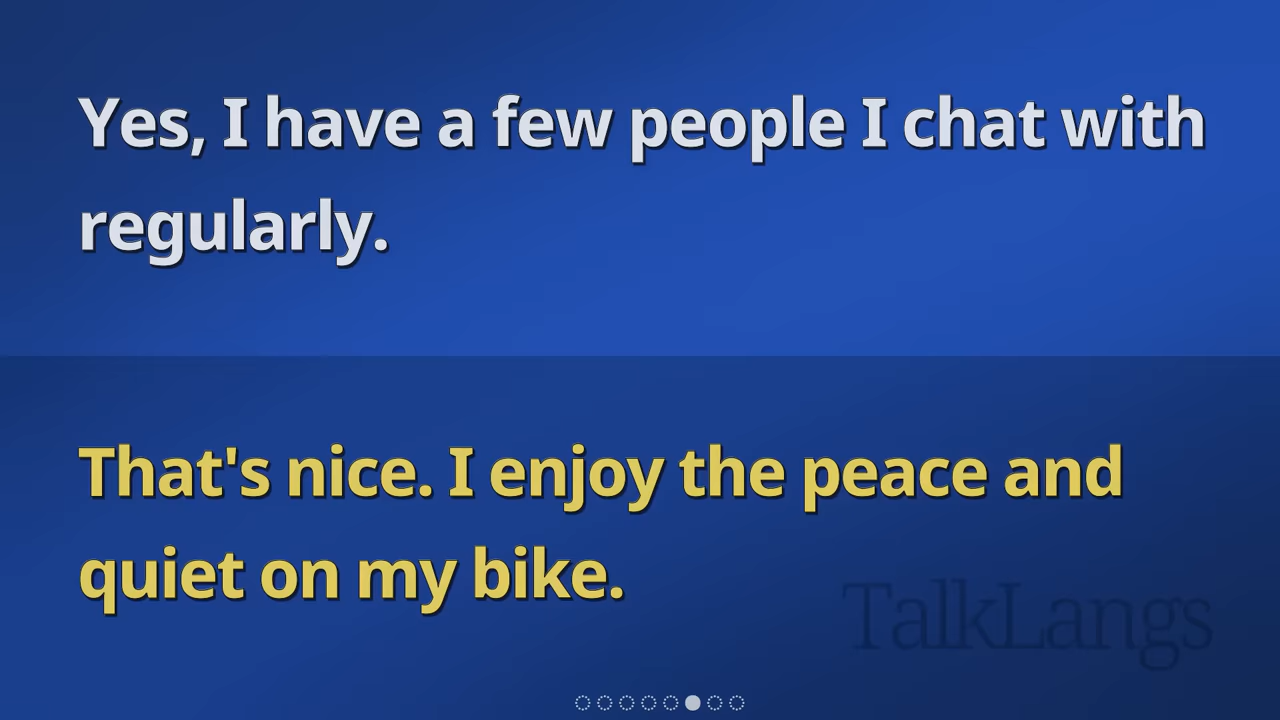 Yes, I have a few people I chat with
regularly.
That's nice. I enjoy the peace and
quiet on my bike.
TalkLangs